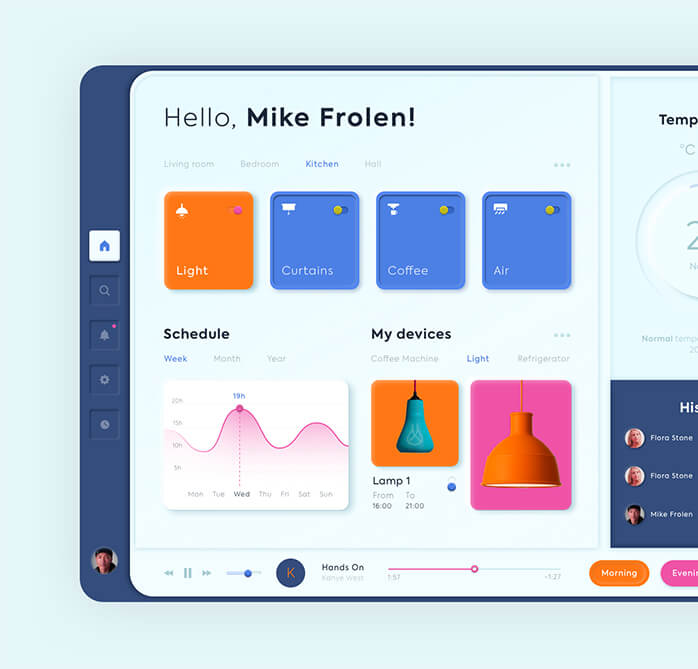 Hello, Mike Frolen!
Living room Bedroom Kitchen Hall
Light
Curtains
Coffee
Air
Schedule
Week Month Year
20h
15h
10h
5h
19h
Mon Tue Wed Thu Fri Sat Sun
My devices
Coffee Machine Light Refrigerator
Lamp 1
From To
16:00 21:00
Temp
°C
2
No
Normal tempe
20
His
Flora Stone
Flora Stone
Mike Frolen
K
Hands On
Kanye West
1:57
-1:27
Morning
Evenin